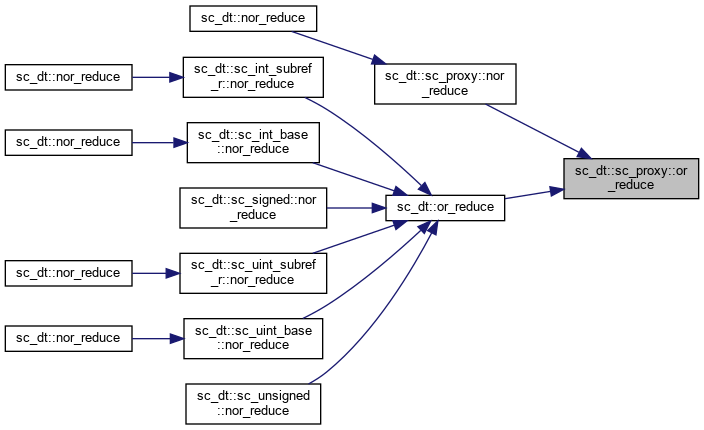 sc_dt::nor_reduce
sc_dt::sc_int_subref
_r::nor_reduce
sc_dt::nor_reduce
sc_dt::sc_proxy::nor
_reduce
sc_dt::sc_int_base
::nor_reduce
sc_dt::nor_reduce
sc_dt::sc_proxy::or
_reduce
sc_dt::sc_signed::nor
_reduce
sc_dt::or_reduce
sc_dt::sc_uint_subref
_r::nor_reduce
sc_dt::nor_reduce
sc_dt::sc_uint_base
::nor_reduce
sc_dt::nor_reduce
sc_dt::sc_unsigned
::nor_reduce